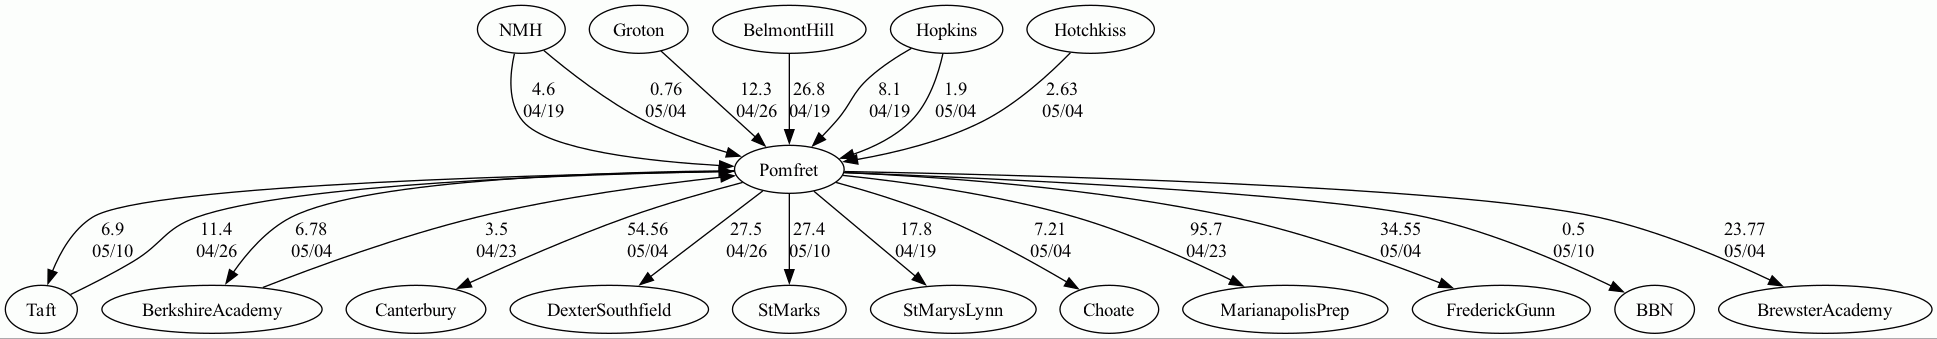 NMH
Groton
BelmontHill
Hopkins
Hotchkiss
4.6
04/19
0.76
05/04
12.3
04/26
26.8
04/19
8.1
04/19
1.9
05/04
2.63
05/04
Pomfret
6.9
05/10
11.4
04/26
6.78
05/04
3.5
04/23
54.56
05/04
27.5
04/26
27.4
05/10
17.8
04/19
7.21
05/04
95.7
04/23
34.55
05/04
0.5
05/10
23.77
05/04
Taft
BerkshireAcademy
Canterbury
DexterSouthfield
StMarks
StMarysLynn
Choate
MarianapolisPrep
FrederickGunn
BBN
BrewsterAcademy